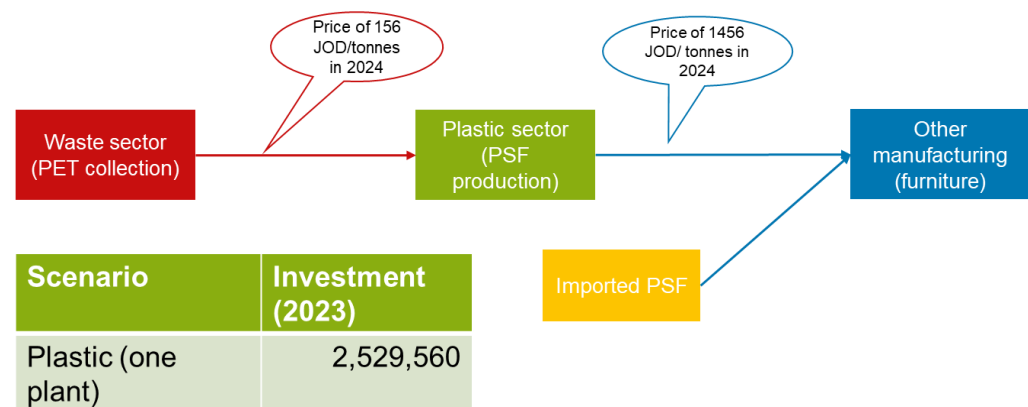 Price of 156
JOD/tonnes
in 2024
Price of 1456
JOD/ tonnes in
2024
Waste sector
(PET collection)
Plastic sector
(PSF
production)
Other
manufacturing
(furniture)
Imported PSF
Scenario
Investment
(2023)
Plastic (one
plant)
2,529,560